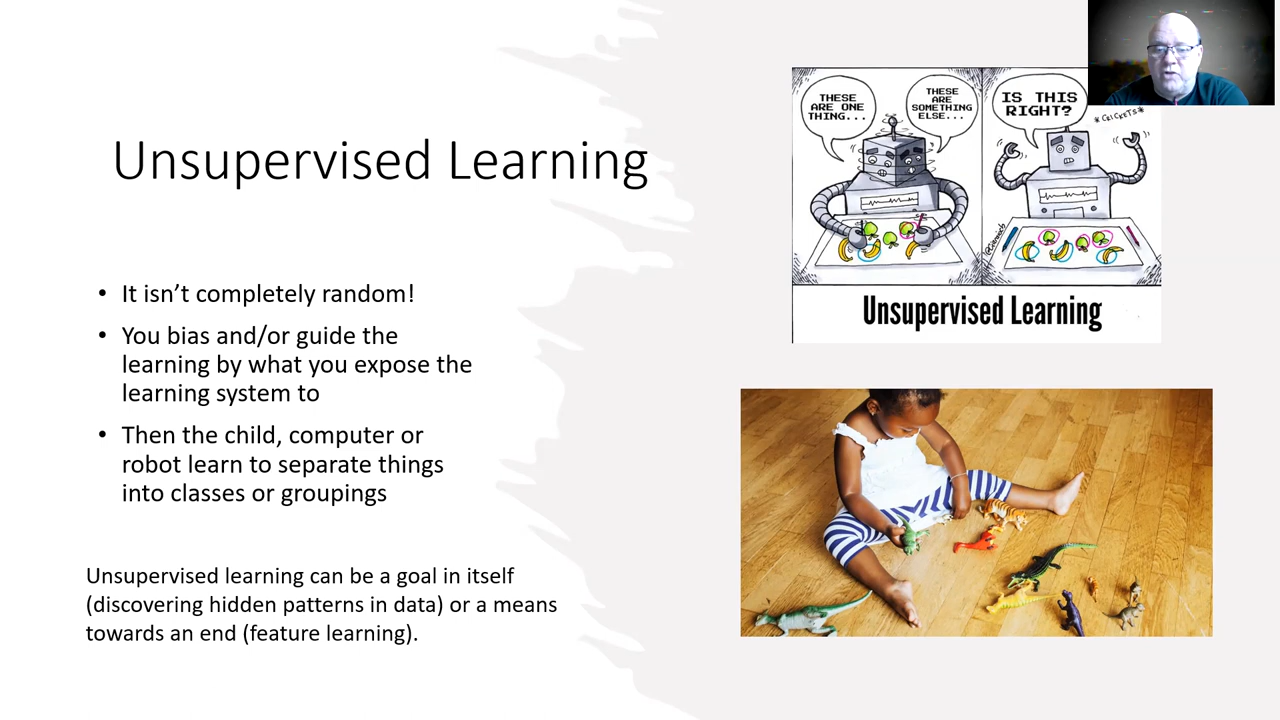 Unsupervised Learning
• It isn’t completely random!
• You bias and/or guide the
learning by what you expose the
learning system to
• Then the child, computer or
robot learn to separate things
into classes or groupings
Unsupervised learning can be a goal in itself
(discovering hidden patterns in data) or a means
towards an end (feature learning).
THESE
ARE ONE
THING...
THESE
ARE
SOMETHING
ELSE...
IS THIS
RIGHT?
*CRICKETS*
Unsupervised Learning